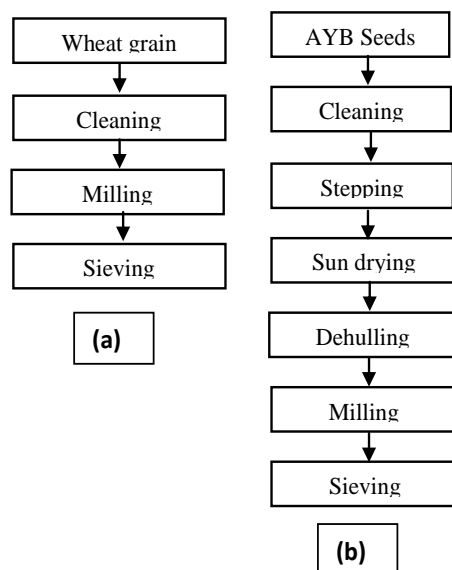 Wheat grain
Cleaning
Milling
Sieving
(a)
AYB Seeds
Cleaning
Stepping
Sun drying
Dehulling
Milling
Sieving
(b)